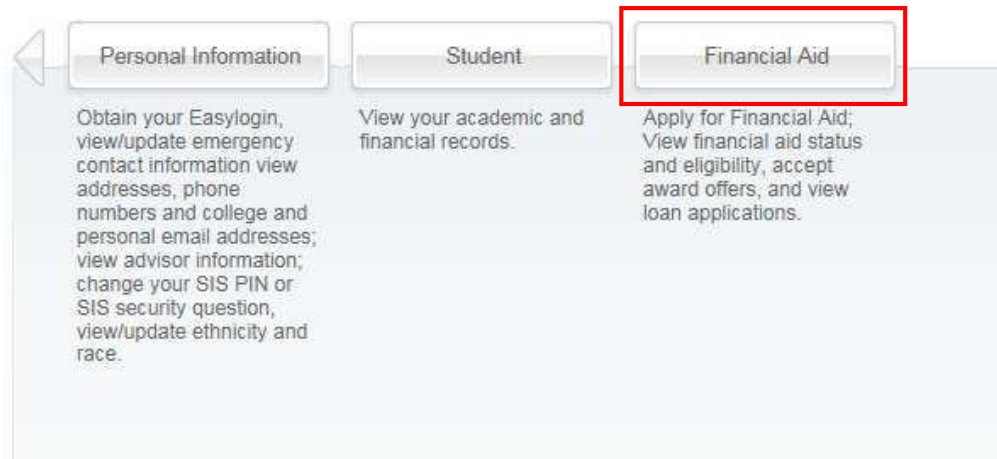 Personal Information
Student
Financial Aid
Obtain your Easylogin,
view/update emergency
contact information view
addresses, phone
numbers and college and
personal email addresses;
view advisor information;
change your SIS PIN or
SIS security question,
view/update ethnicity and
race.
View your academic and
financial records.
Apply for Financial Aid;
View financial aid status
and eligibility, accept
award offers, and view
loan applications.